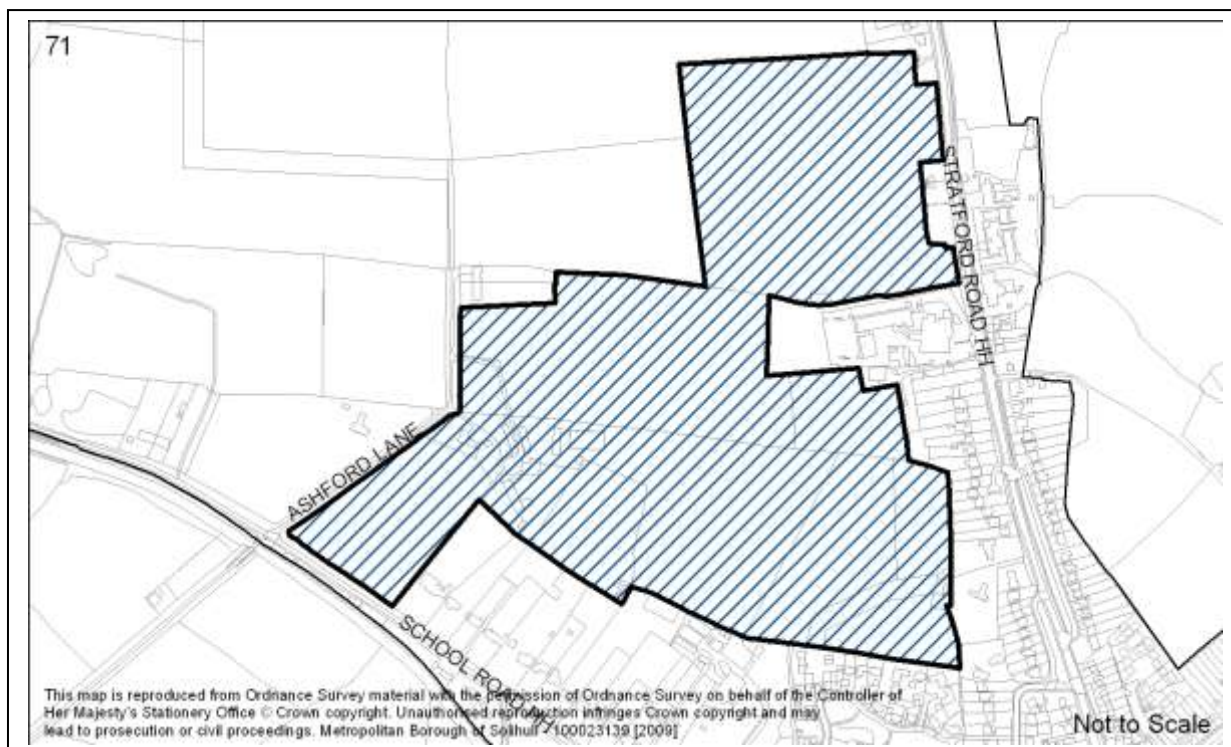 71
STRATFORD ROAD HH
ASHFORD LANE
SCHOOL ROAD HH
This map is reproduced from Ordnance Survey material with the permission of Ordnance Survey on behalf of the Controller of
Her Majesty's Stationery Office © Crown copyright. Unauthorised reproduction infringes Crown copyright and may
lead to prosecution or civil proceedings. Metropolitan Borough of Solihull - 100023139 [2009]
Not to Scale